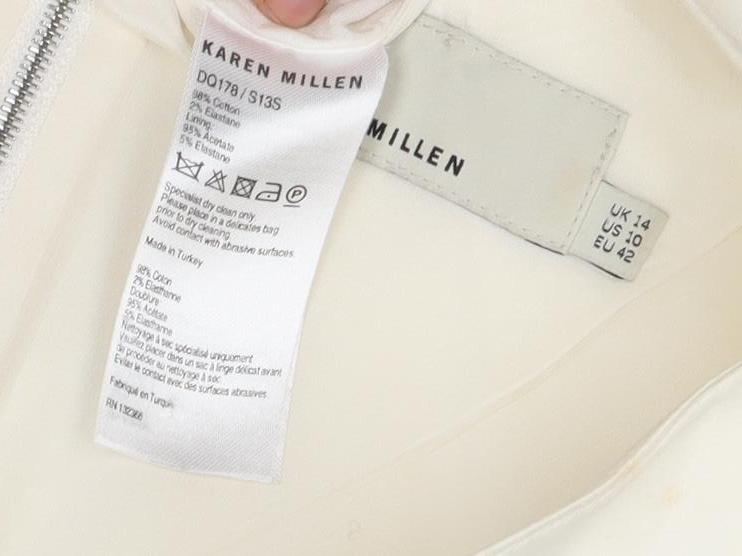 KAREN MILLEN
DQ178 / S13S
98% Cotton
2% Elastane
Lining:
95% Acetate
5% Elastane
P
Specialist dry clean only.
Please place in a delicates bag
prior to dry cleaning.
Avoid contact with abrasive surfaces.
Made in Turkey
98% Coton
2% Élasthanne
Doublure
95% Acétate
5% Élasthanne
Nettoyage à sec spécialisé uniquement
Veuillez placer dans un sac à linge délicat avant
de procéder au nettoyage à sec.
Éviter le contact avec des surfaces abrasives.
Fabriqué en Turquie
RN 132366
MILLEN
UK 14
US 10
EU 42